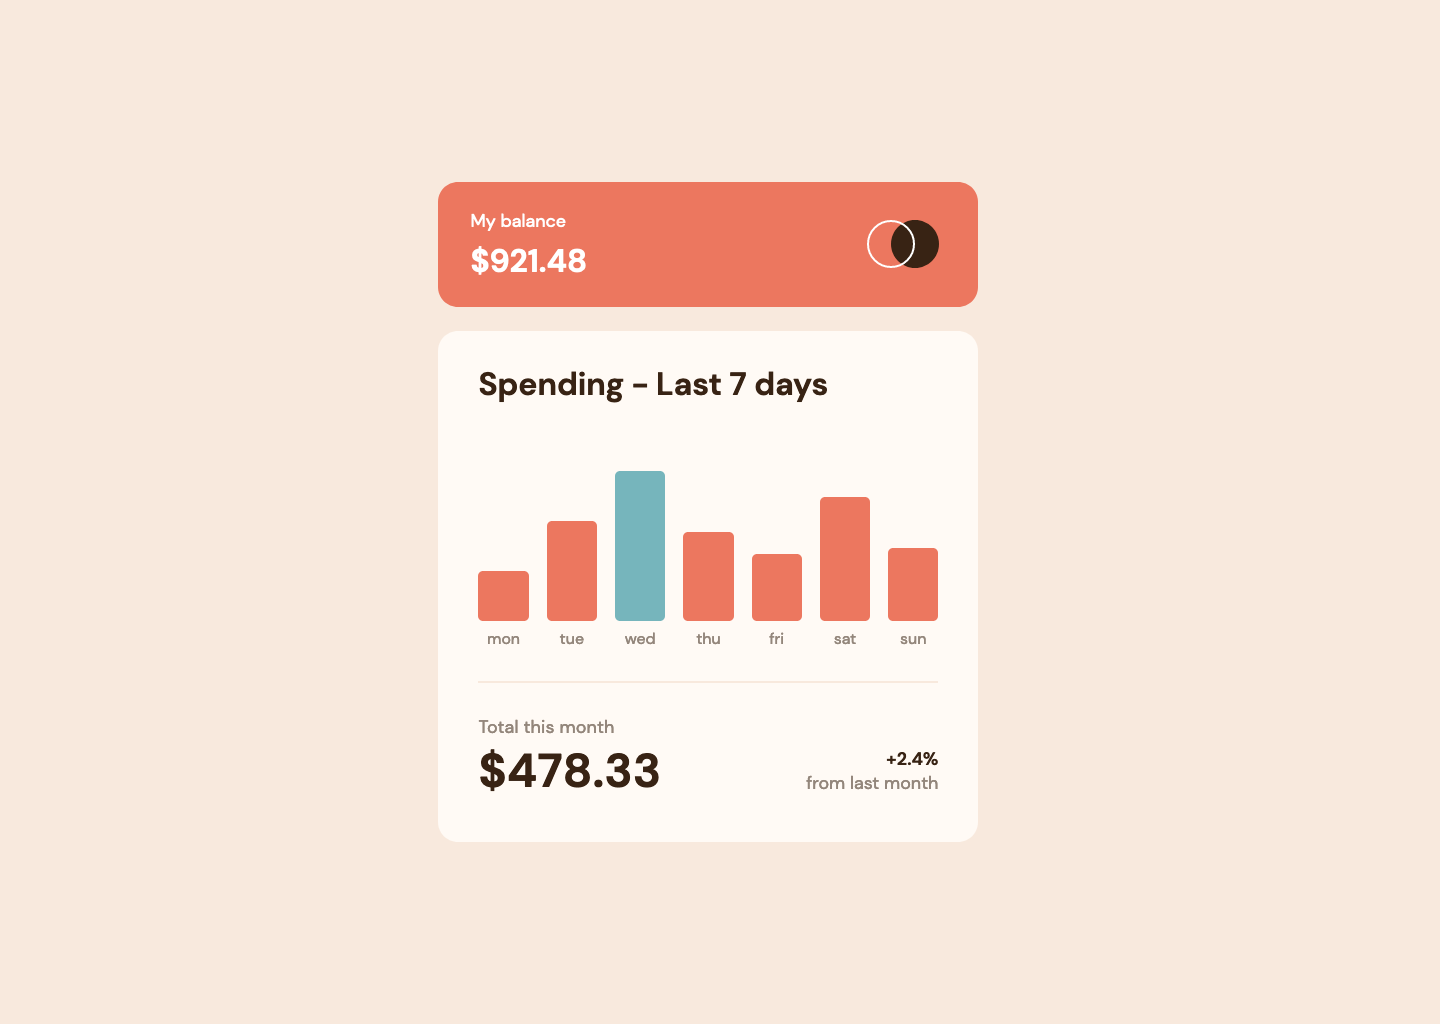 My balance
$921.48
Spending - Last 7 days
mon tue wed thu fri sat sun
Total this month
$478.33
+2.4%
from last month